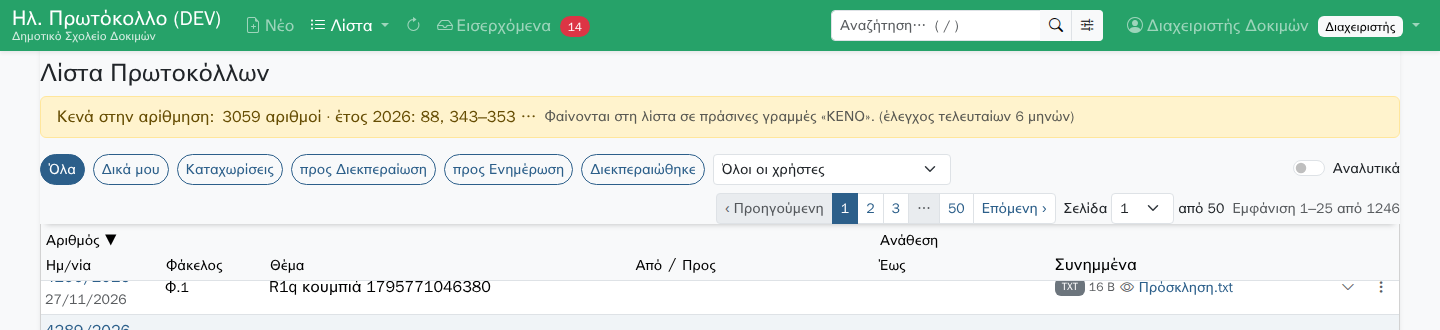 Ηλ. Πρωτόκολλο (DEV)
Δημοτικό Σχολείο Δοκιμών
Νέο
Λίστα
Εισερχόμενα 14
Αναζήτηση… ( / )
Διαχειριστής Δοκιμών Διαχειριστής
Λίστα Πρωτοκόλλων
Κενά στην αρίθμηση: 3059 αριθμοί · έτος 2026: 88, 343–353 … Φαίνονται στη λίστα σε πράσινες γραμμές «ΚΕΝΟ». (έλεγχος τελευταίων 6 μηνών)
Όλα Δικά μου Καταχωρίσεις προς Διεκπεραίωση προς Ενημέρωση Διεκπεραιώθηκε Όλοι οι χρήστες Αναλυτικά
‹ Προηγούμενη 1 2 3 … 50 Επόμενη › Σελίδα 1 από 50 Εμφάνιση 1–25 από 1246
Αριθμός ▼ Ανάθεση
Ημ/νία Φάκελος Θέμα Από / Προς Έως Συνημμένα
27/11/2026 Φ.1 R1q κουμπιά 1795771046380 TXT 16 B Πρόσκληση.txt